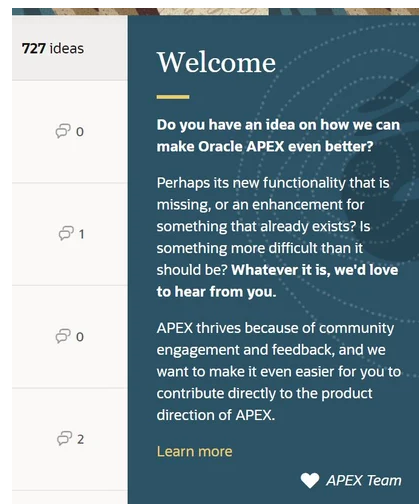 727 ideas
0
1
0
2
Welcome
Do you have an idea on how we can
make Oracle APEX even better?
Perhaps its new functionality that is
missing, or an enhancement for
something that already exists? Is
something more difficult than it
should be? Whatever it is, we'd love
to hear from you.
APEX thrives because of community
engagement and feedback, and we
want to make it even easier for you to
contribute directly to the product
direction of APEX.
Learn more
APEX Team